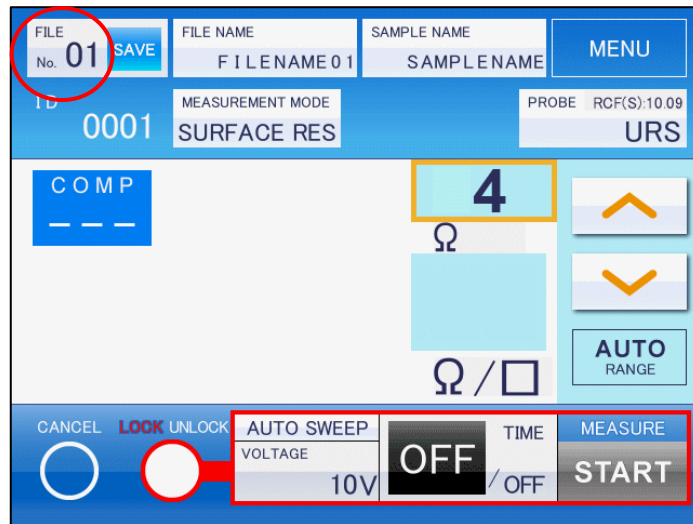 FILE
No. 01
SAVE
FILE NAME
FILENAME01
SAMPLE NAME
SAMPLENAME
MENU
ID
0001
MEASUREMENT MODE
SURFACE RES
PROBE RCF(S):10.09
URS
COMP
---
4
Ω
Ω/□
AUTO
RANGE
CANCEL
LOCK UNLOCK
AUTO SWEEP
VOLTAGE
10V
OFF
TIME
/OFF
MEASURE
START